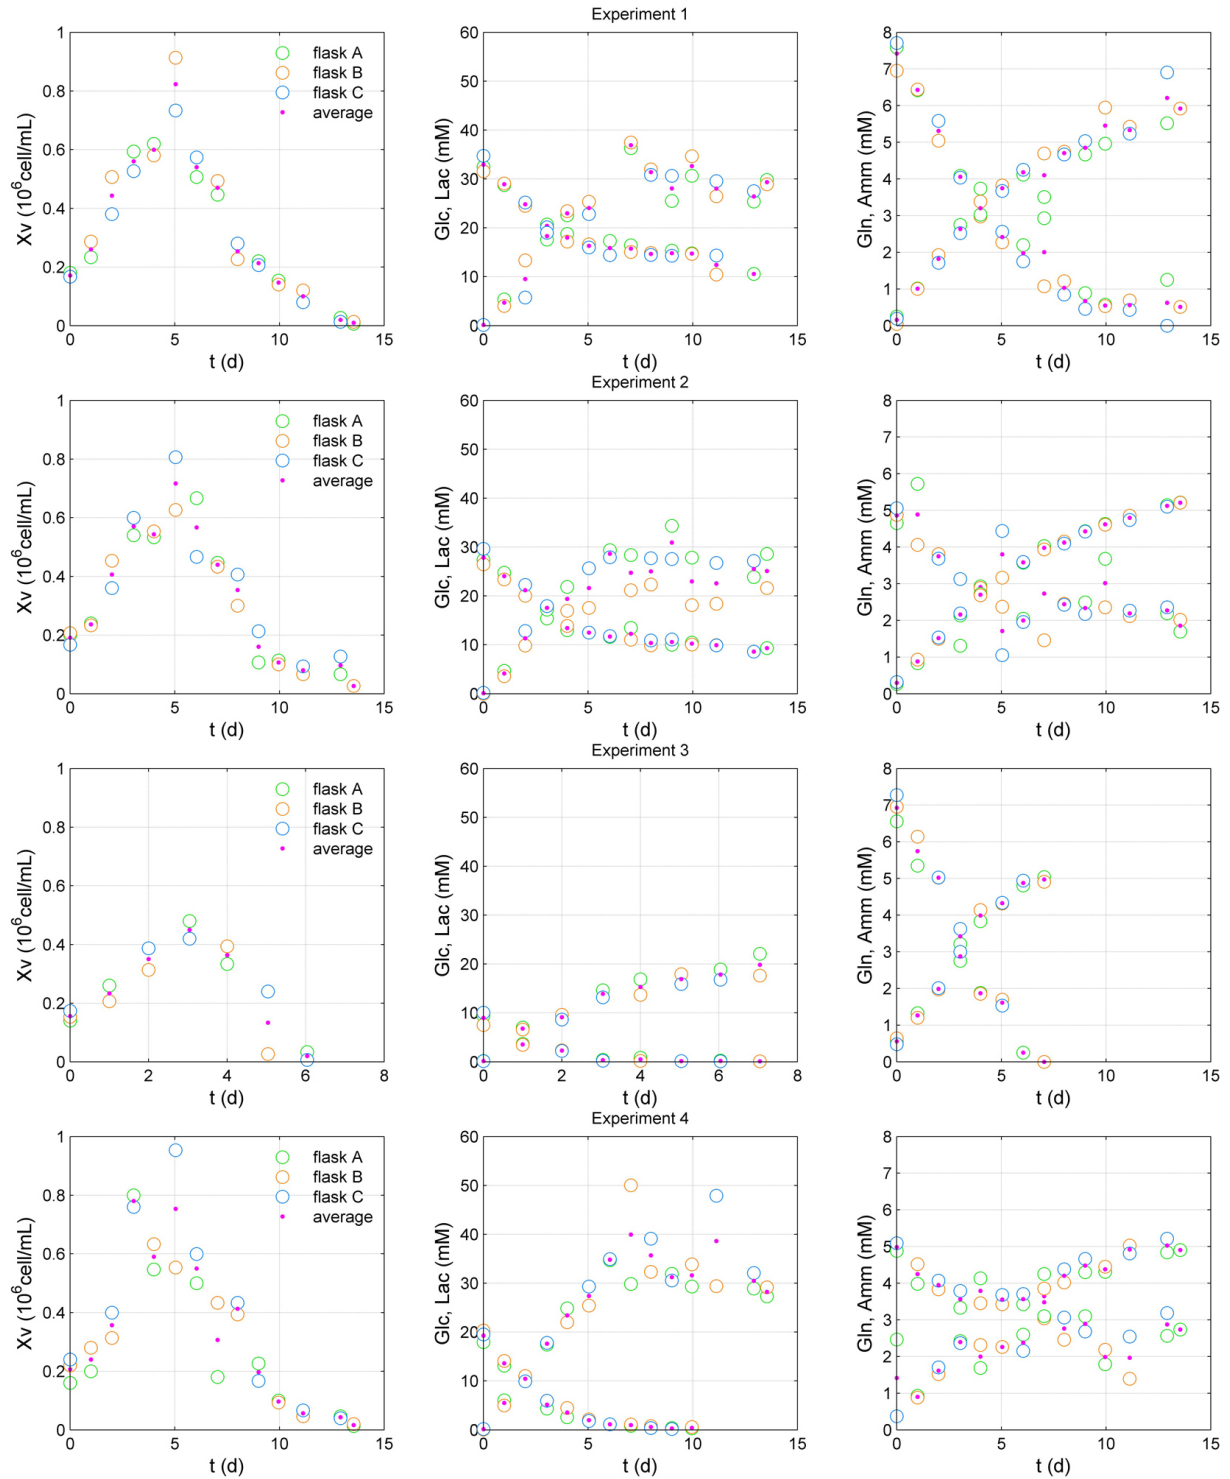 Experiment 1
1
0.8
0.6
0.4
0.2
0
Xv (10⁶cell/mL)
flask A
flask B
flask C
average
0 5 10 15
t (d)
60
50
40
30
20
10
0
Glc, Lac (mM)
0 5 10 15
t (d)
8
7
6
5
4
3
2
1
0
Gln, Amm (mM)
0 5 10 15
t (d)
Experiment 2
1
0.8
0.6
0.4
0.2
0
Xv (10⁶cell/mL)
flask A
flask B
flask C
average
0 5 10 15
t (d)
60
50
40
30
20
10
0
Glc, Lac (mM)
0 5 10 15
t (d)
8
7
6
5
4
3
2
1
0
Gln, Amm (mM)
0 5 10 15
t (d)
Experiment 3
1
0.8
0.6
0.4
0.2
0
Xv (10⁶cell/mL)
flask A
flask B
flask C
average
0 2 4 6 8
t (d)
60
50
40
30
20
10
0
Glc, Lac (mM)
0 2 4 6 8
t (d)
8
7
6
5
4
3
2
1
0
Gln, Amm (mM)
0 5 10 15
t (d)
Experiment 4
1
0.8
0.6
0.4
0.2
0
Xv (10⁶cell/mL)
flask A
flask B
flask C
average
0 5 10 15
t (d)
60
50
40
30
20
10
0
Glc, Lac (mM)
0 5 10 15
t (d)
8
7
6
5
4
3
2
1
0
Gln, Amm (mM)
0 5 10 15
t (d)